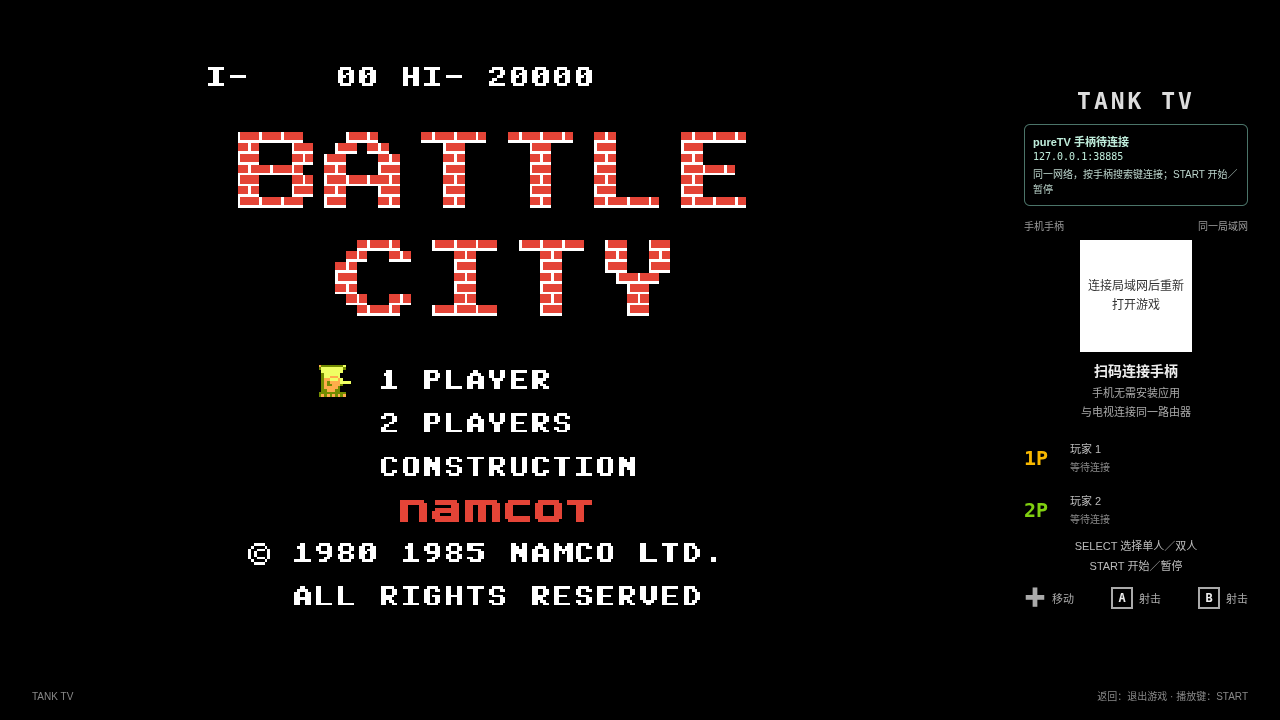 I- 00 HI- 20000
BATTLE
CITY
1 PLAYER
2 PLAYERS
CONSTRUCTION
namcot
© 1980 1985 NAMCO LTD.
ALL RIGHTS RESERVED
TANK TV
pureTV 手柄待连接
127.0.0.1:38885
同一网络，按手柄搜索键连接；START 开始／
暂停
手机手柄 同一局域网
连接局域网后重新
打开游戏
扫码连接手柄
手机无需安装应用
与电视连接同一路由器
1P 玩家 1
等待连接
2P 玩家 2
等待连接
SELECT 选择单人／双人
START 开始／暂停
移动 A 射击 B 射击
TANK TV
返回：退出游戏 · 播放键：START